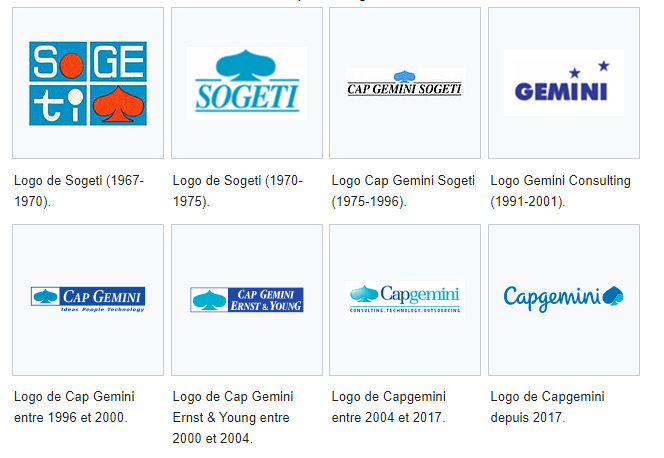 SOGE
ti
SOGETI
CAP GEMINI SOGETI
GEMINI
Logo de Sogeti (1967-
1970).
Logo de Sogeti (1970-
1975).
Logo Cap Gemini Sogeti
(1975-1996).
Logo Gemini Consulting
(1991-2001).
CAP GEMINI
Ideas People Technology
CAP GEMINI
ERNST & YOUNG
Capgemini
CONSULTING.TECHNOLOGY.OUTSOURCING
Capgemini
Logo de Cap Gemini
entre 1996 et 2000.
Logo de Cap Gemini
Ernst & Young entre
2000 et 2004.
Logo de Capgemini
entre 2004 et 2017.
Logo de Capgemini
depuis 2017.